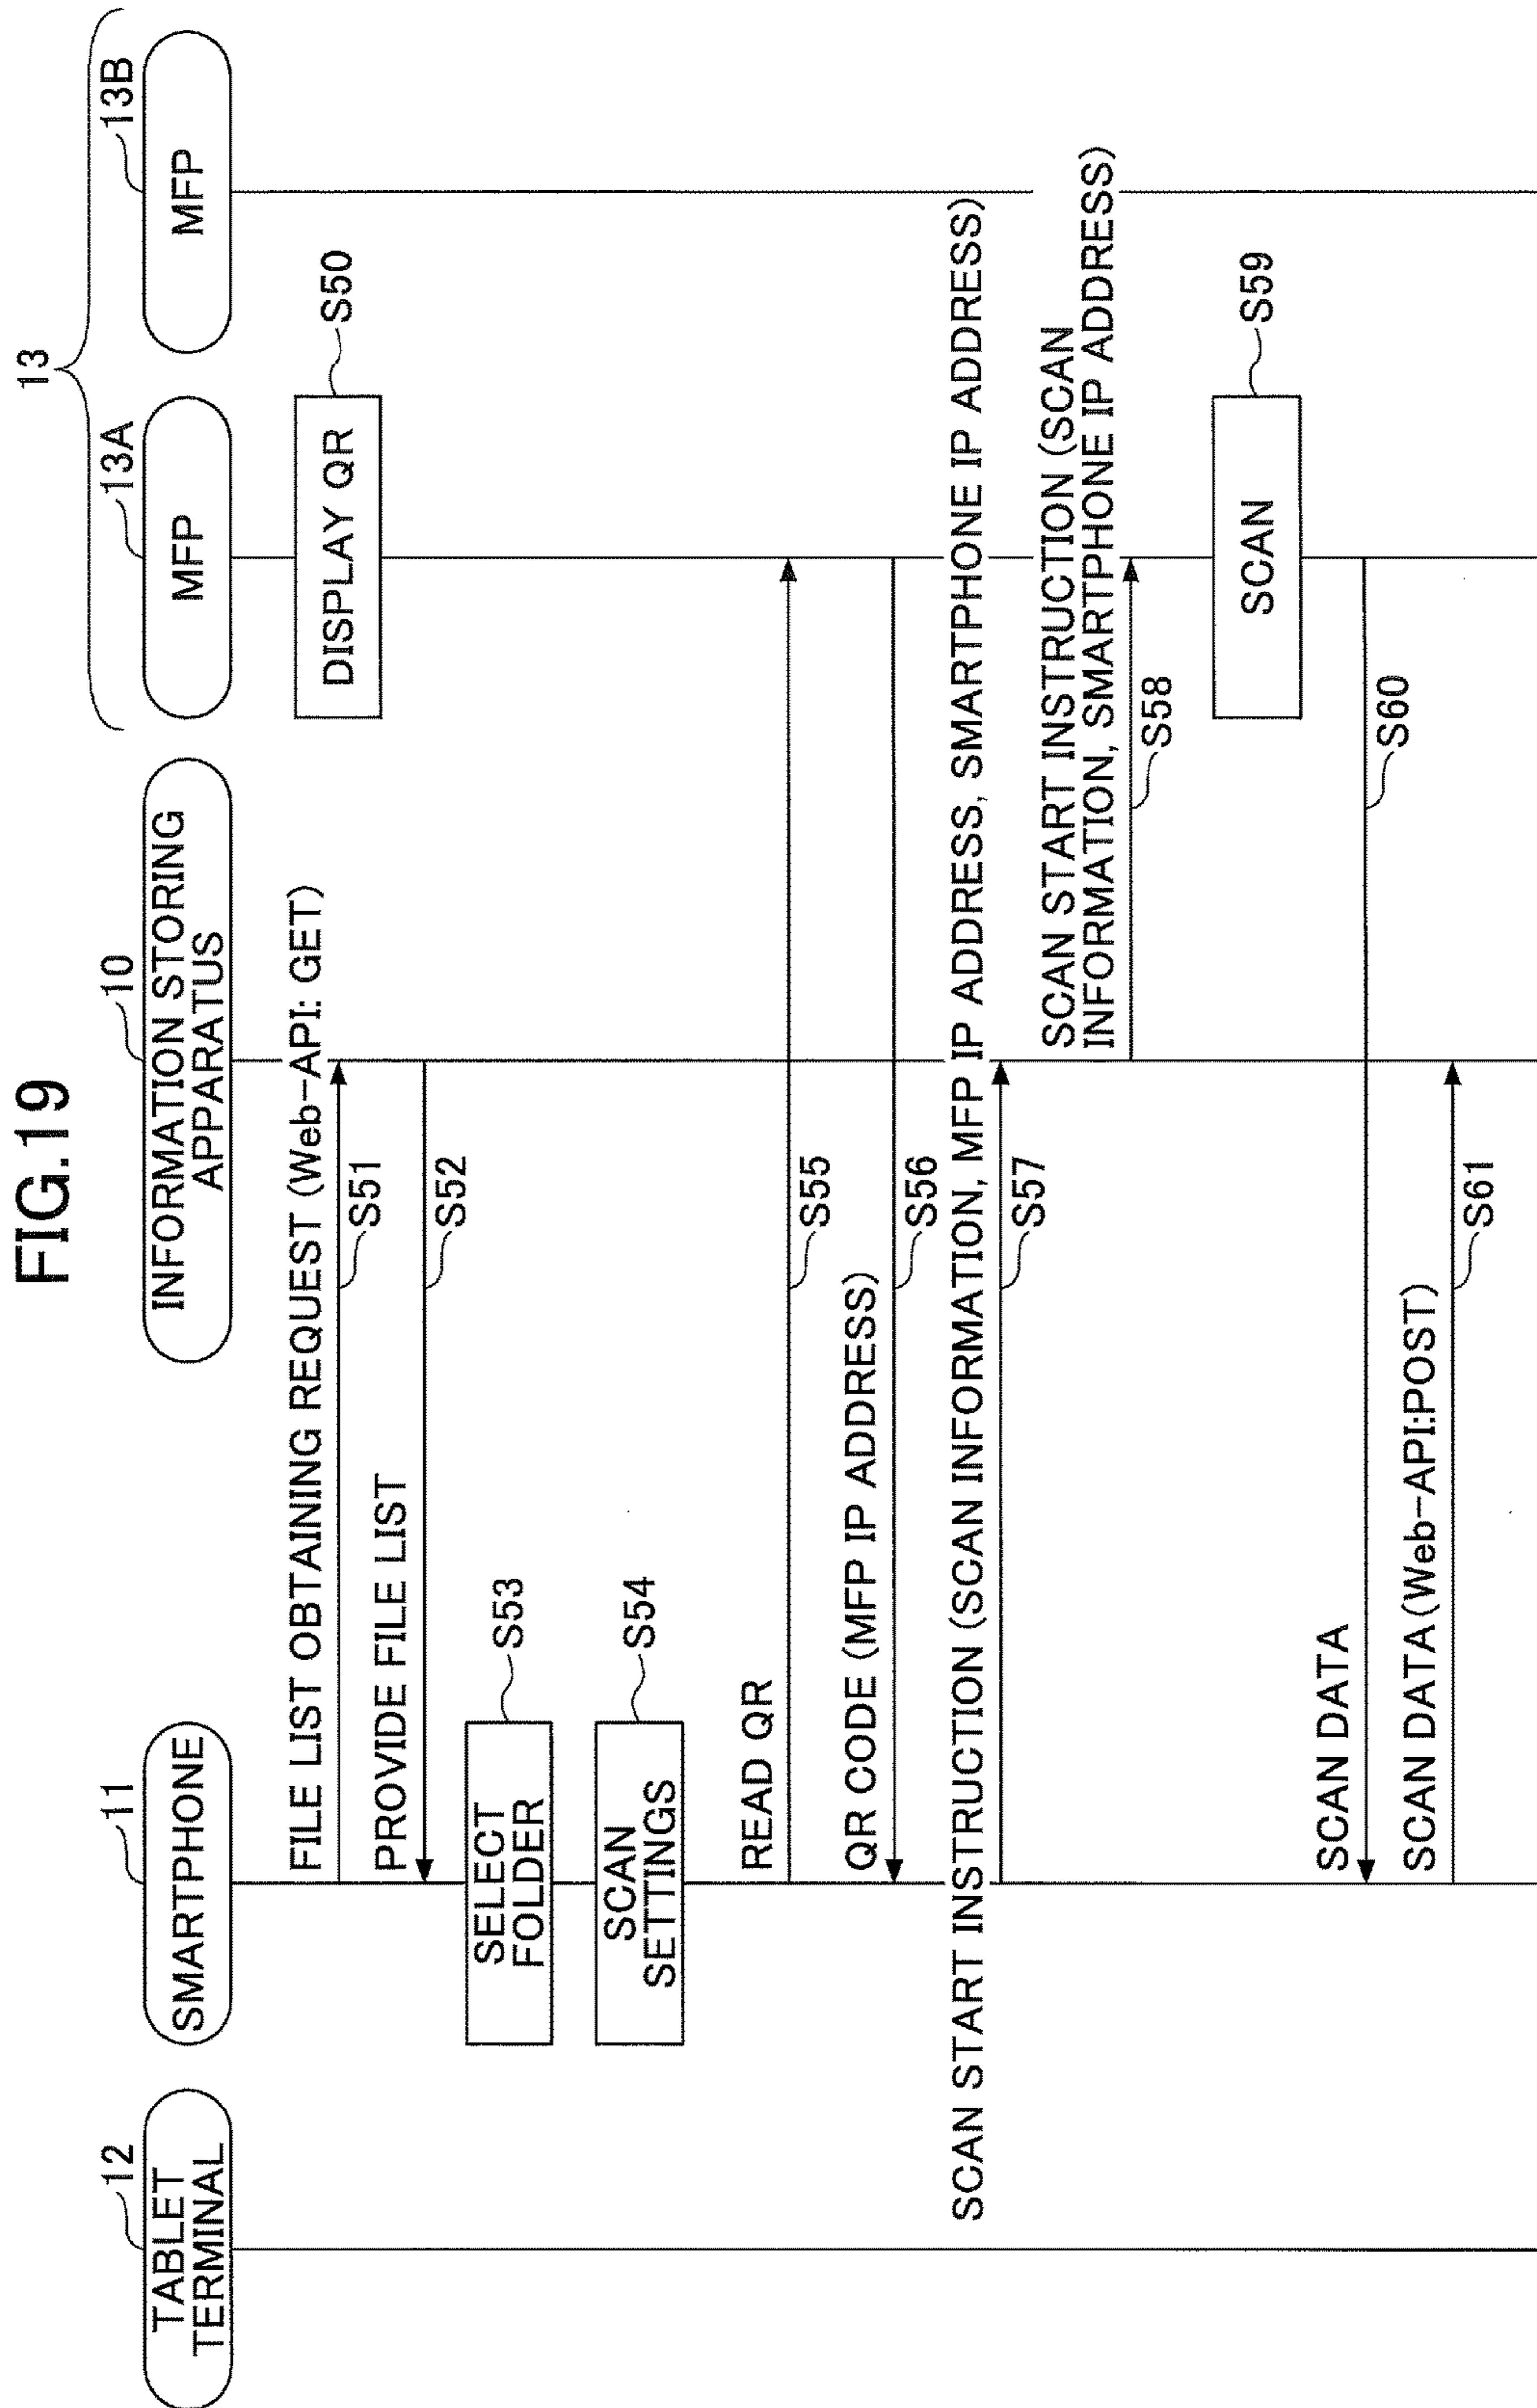 FIG.19
12
TABLET
TERMINAL
11
SMARTPHONE
10
INFORMATION STORING
APPARATUS
13
13A
MFP
13B
MFP
DISPLAY QR
S50
FILE LIST OBTAINING REQUEST (Web-API: GET)
S51
PROVIDE FILE LIST
S52
SELECT
FOLDER
S53
SCAN
SETTINGS
S54
READ QR
S55
QR CODE (MFP IP ADDRESS)
S56
SCAN START INSTRUCTION (SCAN INFORMATION, MFP IP ADDRESS, SMARTPHONE IP ADDRESS)
S57
SCAN START INSTRUCTION (SCAN
INFORMATION, SMARTPHONE IP ADDRESS)
S58
SCAN
S59
SCAN DATA
S60
SCAN DATA (Web-API:POST)
S61